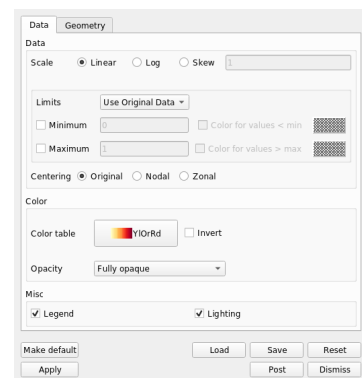 Data Geometry
Data
Scale Linear Log Skew 1
Limits Use Original Data
Minimum 0 Color for values < min
Maximum 1 Color for values > max
Centering Original Nodal Zonal
Color
Color table YlOrRd Invert
Opacity Fully opaque
Misc
Legend Lighting
Make default Load Save Reset
Apply Post Dismiss